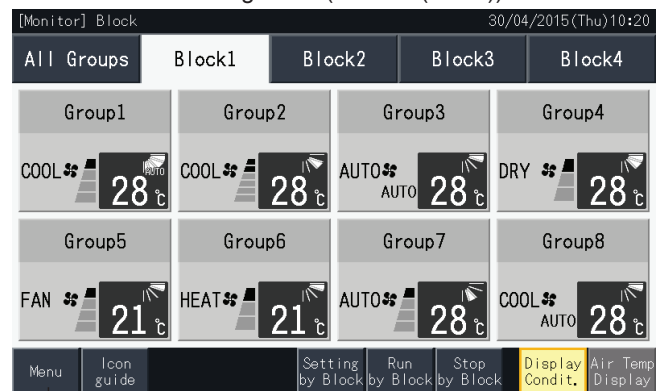 [Monitor] Block 30/04/2015(Thu)10:20
All Groups Block1 Block2 Block3 Block4
Group1 Group2 Group3 Group4
COOL AUTO 28℃ COOL 28℃ AUTO AUTO 28℃ DRY 28℃
Group5 Group6 Group7 Group8
FAN 21℃ HEAT 21℃ AUTO 28℃ COOL AUTO 28℃
Menu Icon guide Setting by Block Run by Block Stop by Block Display Condit. Air Temp Display